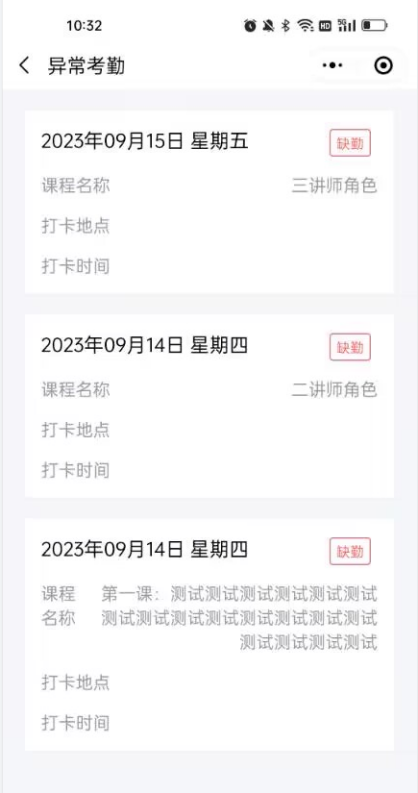 10:32
HD 5G
异常考勤
2023年09月15日 星期五 缺勤
课程名称 三讲师角色
打卡地点
打卡时间
2023年09月14日 星期四 缺勤
课程名称 二讲师角色
打卡地点
打卡时间
2023年09月14日 星期四 缺勤
课程 第一课：测试测试测试测试测试测试
名称 测试测试测试测试测试测试测试测试
测试测试测试测试
打卡地点
打卡时间